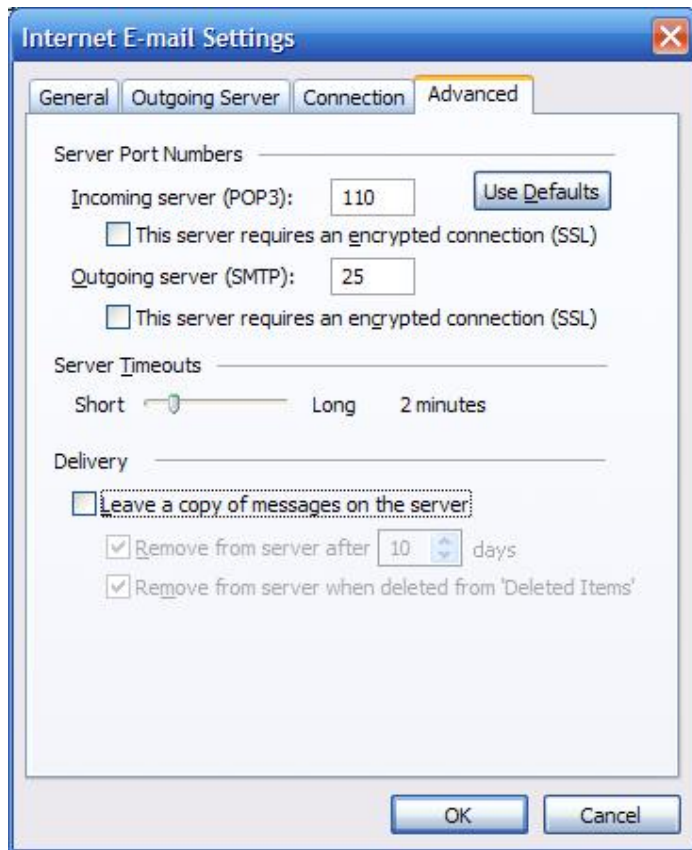 Internet E-mail Settings
General Outgoing Server Connection Advanced
Server Port Numbers
Incoming server (POP3): 110 Use Defaults
This server requires an encrypted connection (SSL)
Outgoing server (SMTP): 25
This server requires an encrypted connection (SSL)
Server Timeouts
Short Long 2 minutes
Delivery
Leave a copy of messages on the server
Remove from server after 10 days
Remove from server when deleted from 'Deleted Items'
OK Cancel